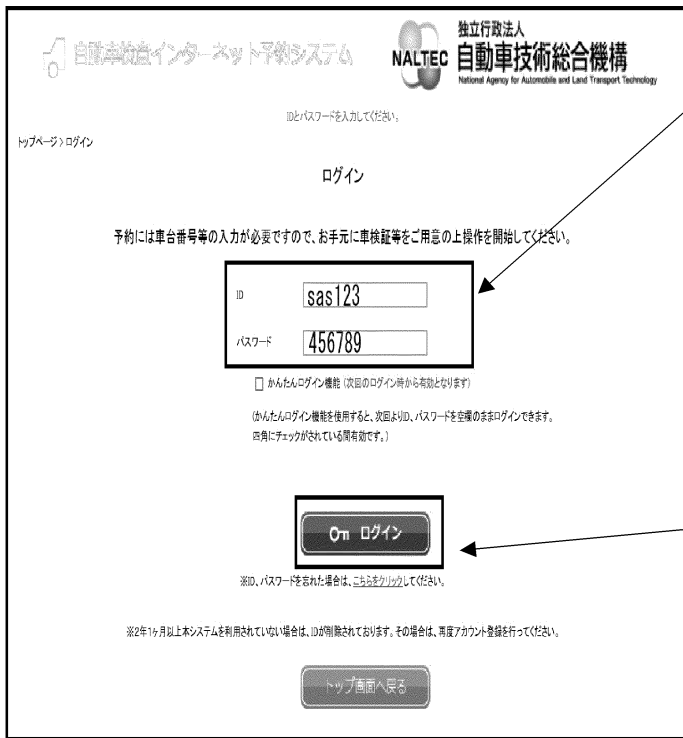 自動車検査インターネット予約システム
NALTEC
独立行政法人
自動車技術総合機構
National Agency for Automobile and Land Transport Technology
IDとパスワードを入力してください。
トップページ > ログイン
ログイン
予約には車台番号等の入力が必要ですので、お手元に車検証等をご用意の上操作を開始してください。
ID sas123
パスワード 456789
かんたんログイン機能 (次回のログイン時から有効となります)
(かんたんログイン機能を使用すると、次回よりID、パスワードを空欄のままログインできます。
四角にチェックがされている間有効です。)
ログイン
※ID、パスワードを忘れた場合は、こちらをクリックしてください。
※2年1ヶ月以上本システムを利用されていない場合は、IDが削除されております。その場合は、再度アカウント登録を行ってください。
トップ画面へ戻る